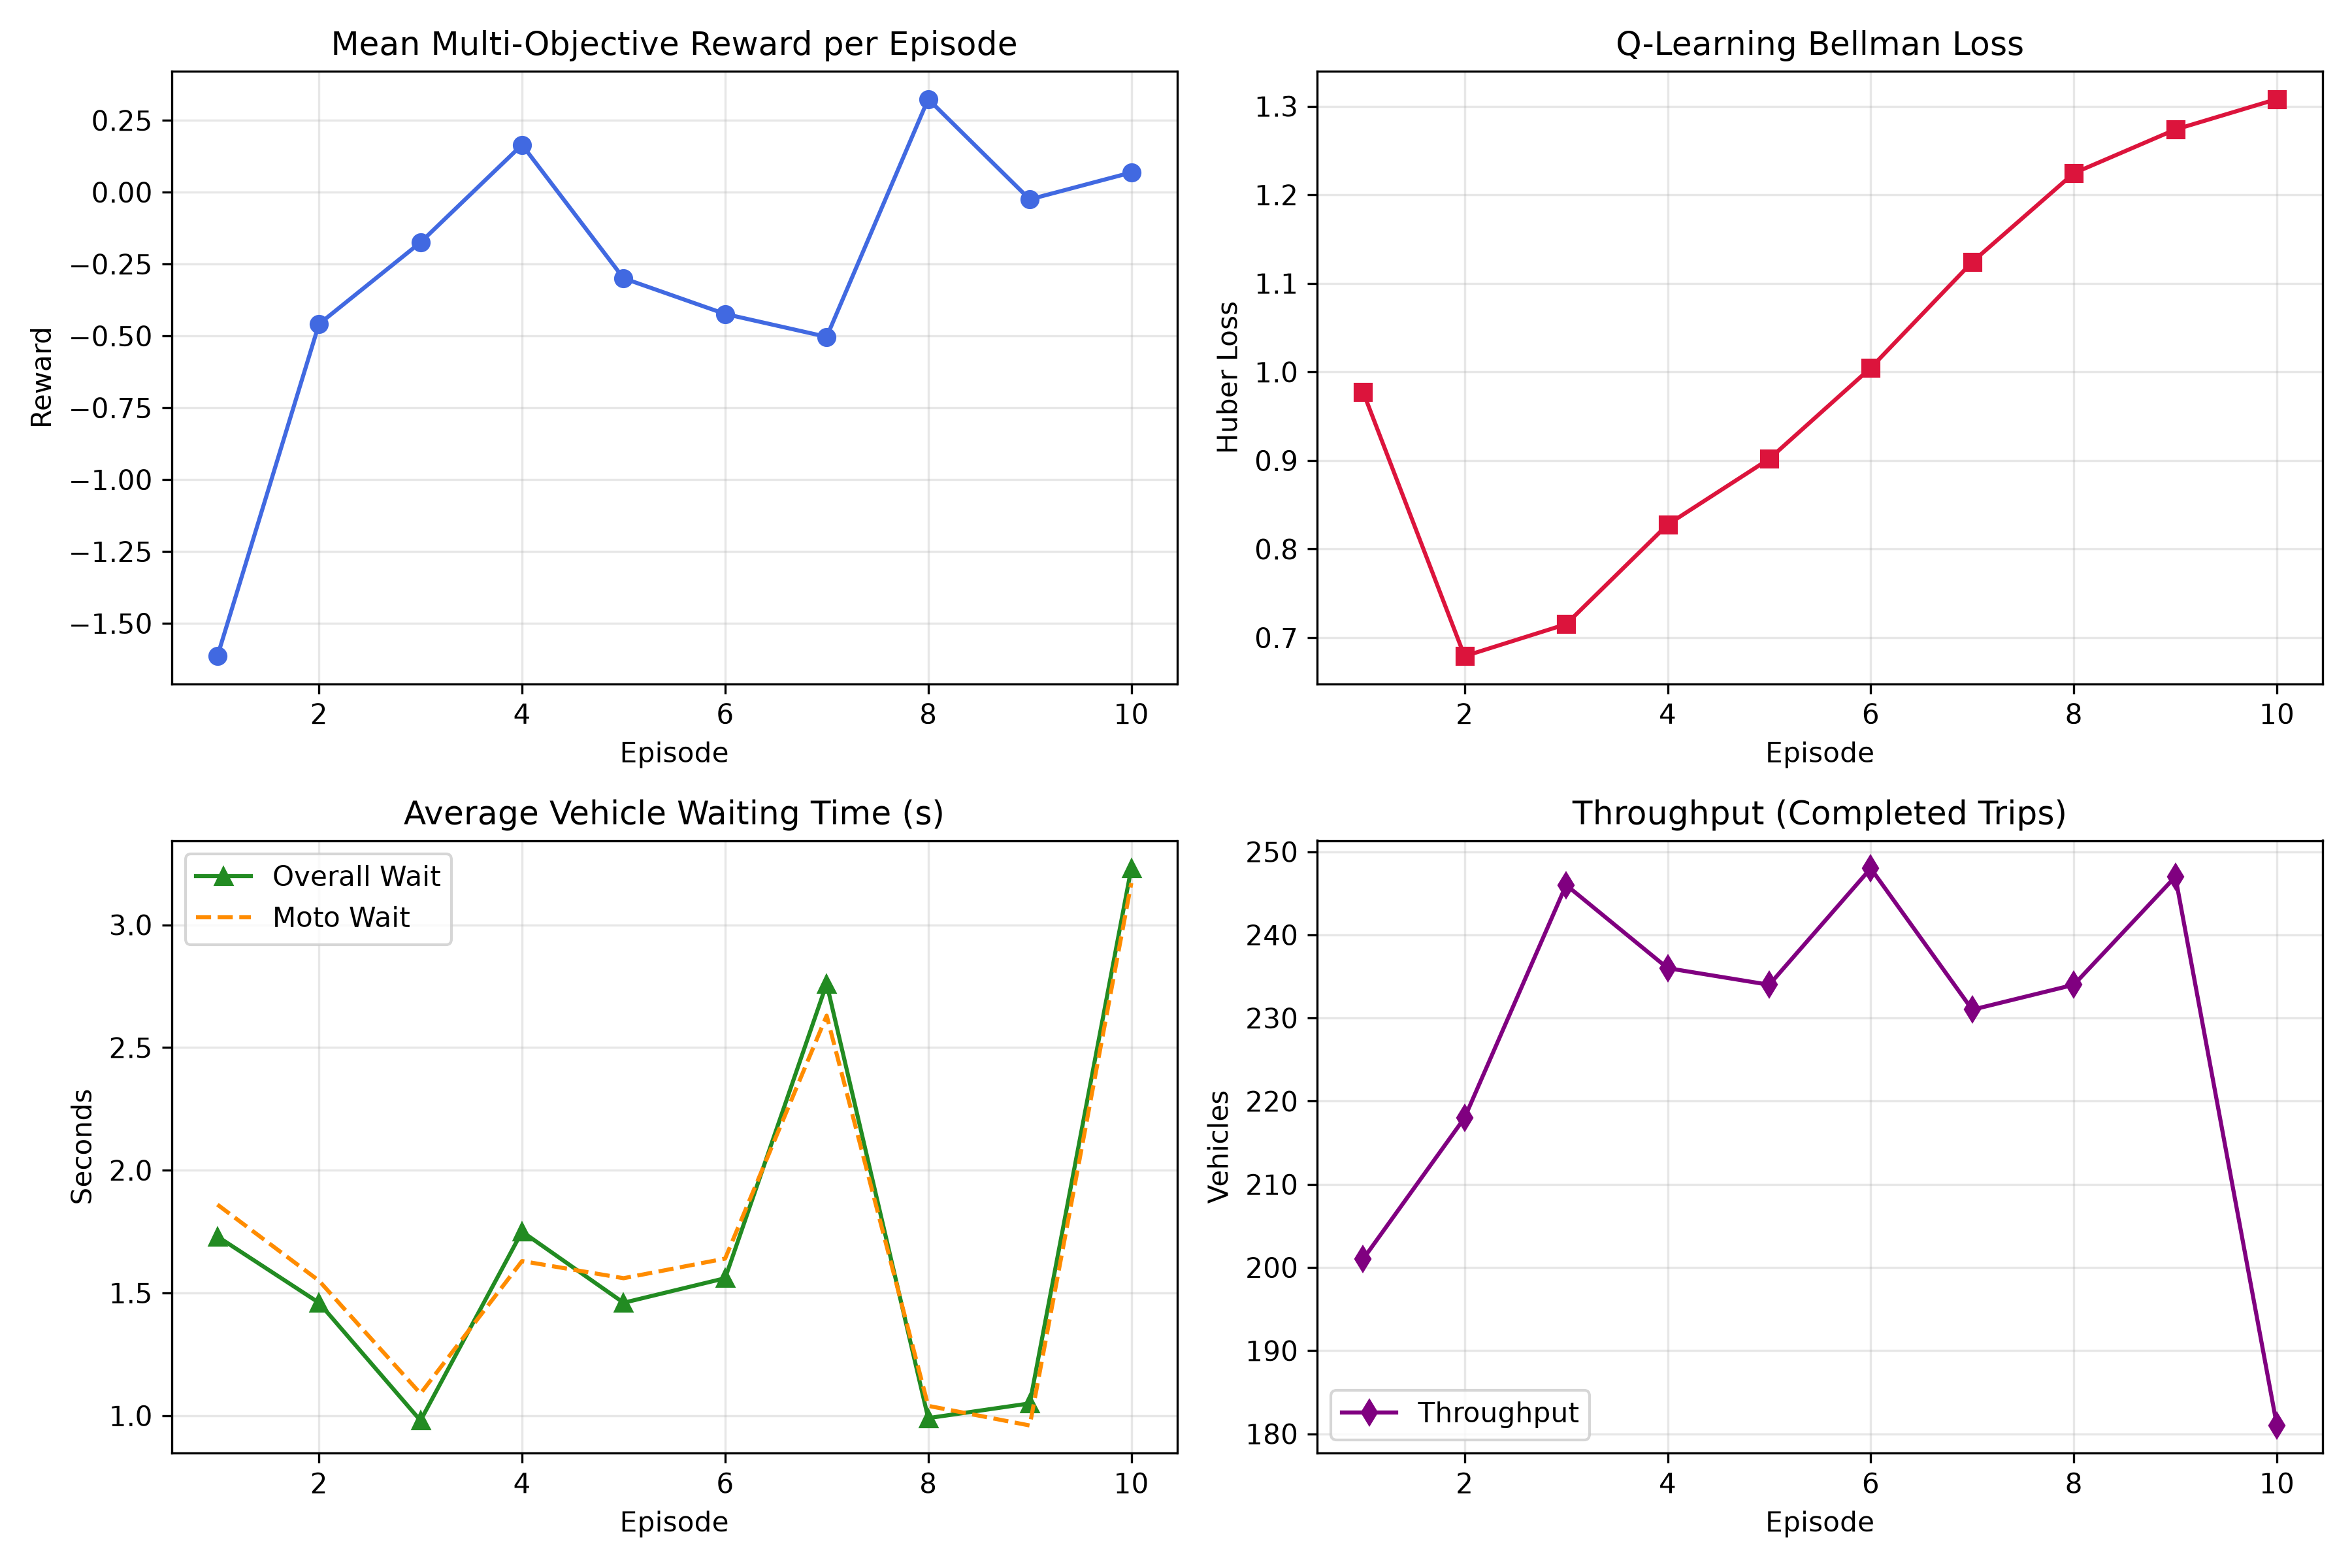 Mean Multi-Objective Reward per Episode
Reward
0.25
0.00
−0.25
−0.50
−0.75
−1.00
−1.25
−1.50
2 4 6 8 10
Episode
Q-Learning Bellman Loss
Huber Loss
1.3
1.2
1.1
1.0
0.9
0.8
0.7
2 4 6 8 10
Episode
Average Vehicle Waiting Time (s)
Overall Wait
Moto Wait
Seconds
3.0
2.5
2.0
1.5
1.0
2 4 6 8 10
Episode
Throughput (Completed Trips)
Vehicles
250
240
230
220
210
200
190
180
Throughput
2 4 6 8 10
Episode